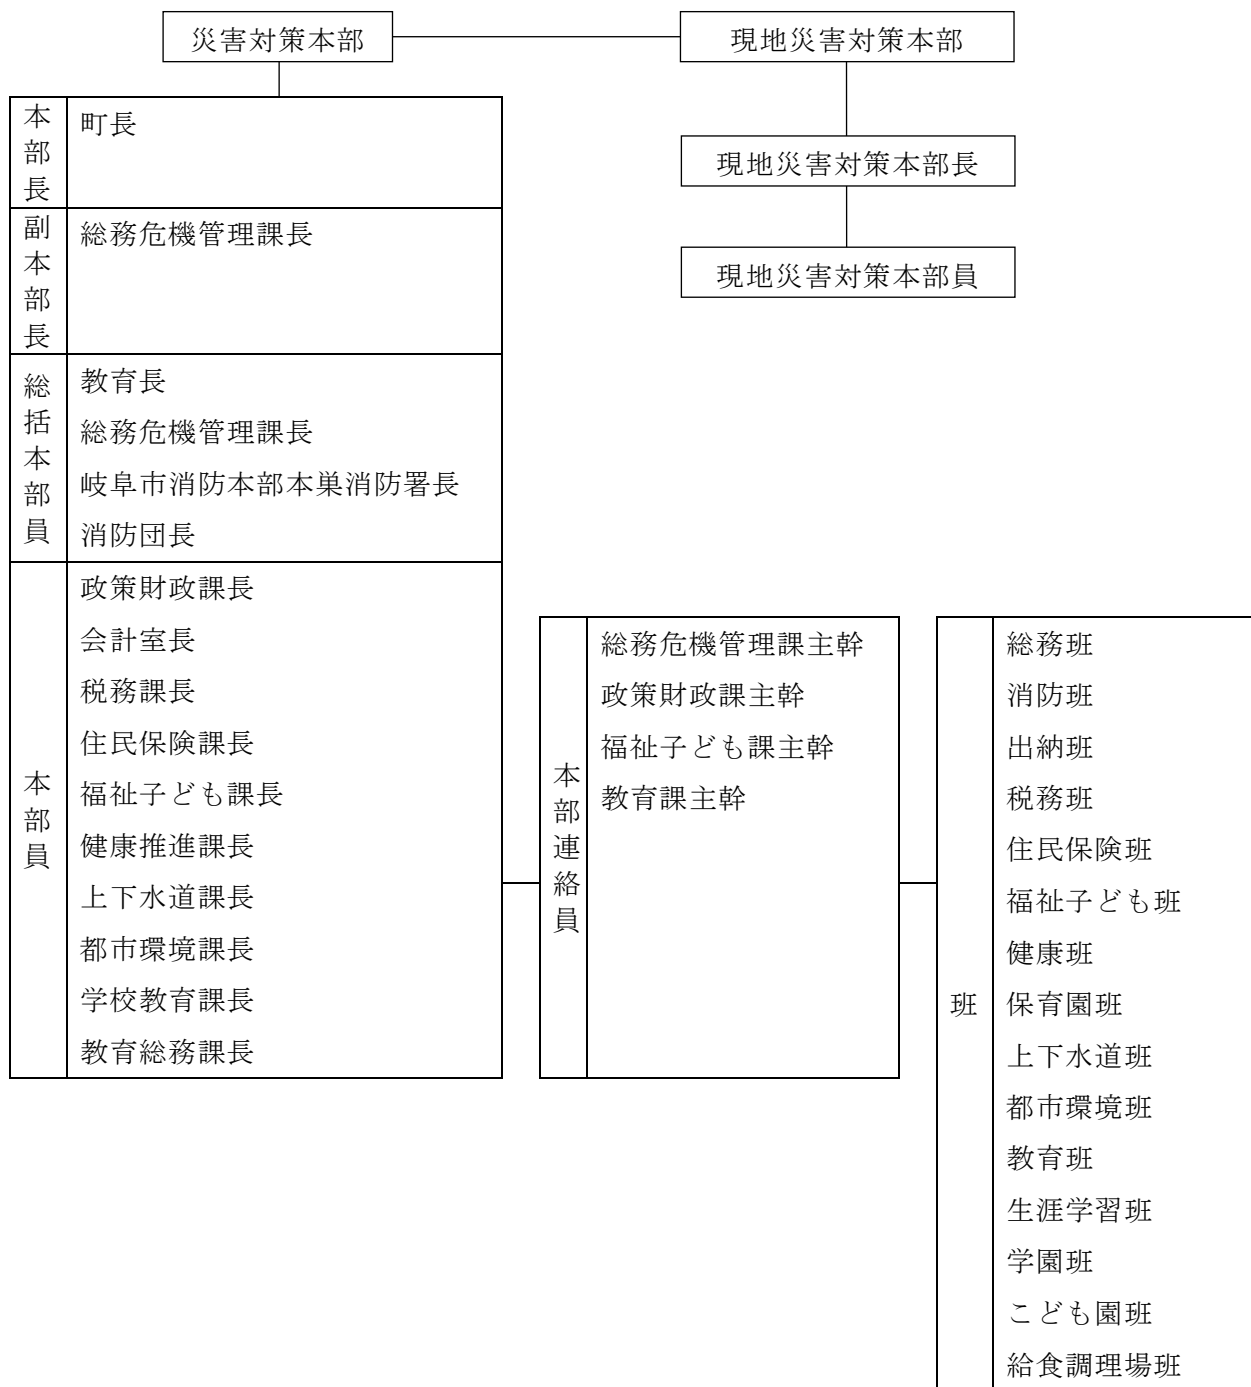 災害対策本部
現地災害対策本部
現地災害対策本部長
現地災害対策本部員
本部長
町長
副本部長
総務危機管理課長
総括本部員
教育長
総務危機管理課長
岐阜市消防本部本巣消防署長
消防団長
本部員
政策財政課長
会計室長
税務課長
住民保険課長
福祉子ども課長
健康推進課長
上下水道課長
都市環境課長
学校教育課長
教育総務課長
本部連絡員
総務危機管理課主幹
政策財政課主幹
福祉子ども課主幹
教育課主幹
班
総務班
消防班
出納班
税務班
住民保険班
福祉子ども班
健康班
保育園班
上下水道班
都市環境班
教育班
生涯学習班
学園班
こども園班
給食調理場班